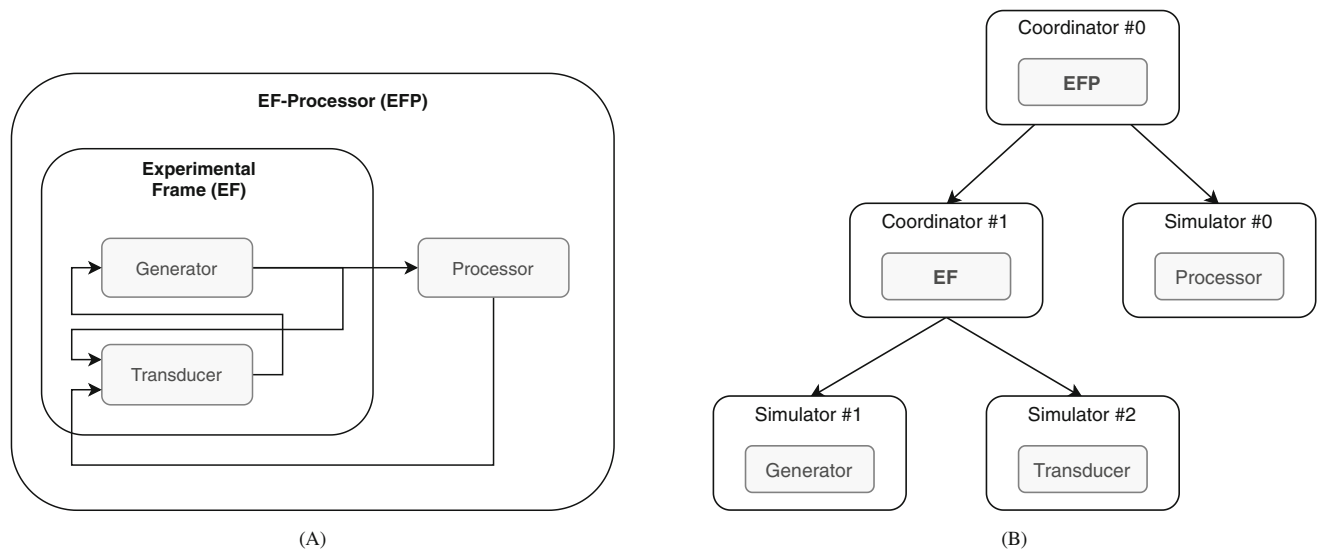 EF-Processor (EFP)
Experimental
Frame (EF)
Generator
Processor
Transducer
(A)
Coordinator #0
EFP
Coordinator #1
EF
Simulator #0
Processor
Simulator #1
Generator
Simulator #2
Transducer
(B)